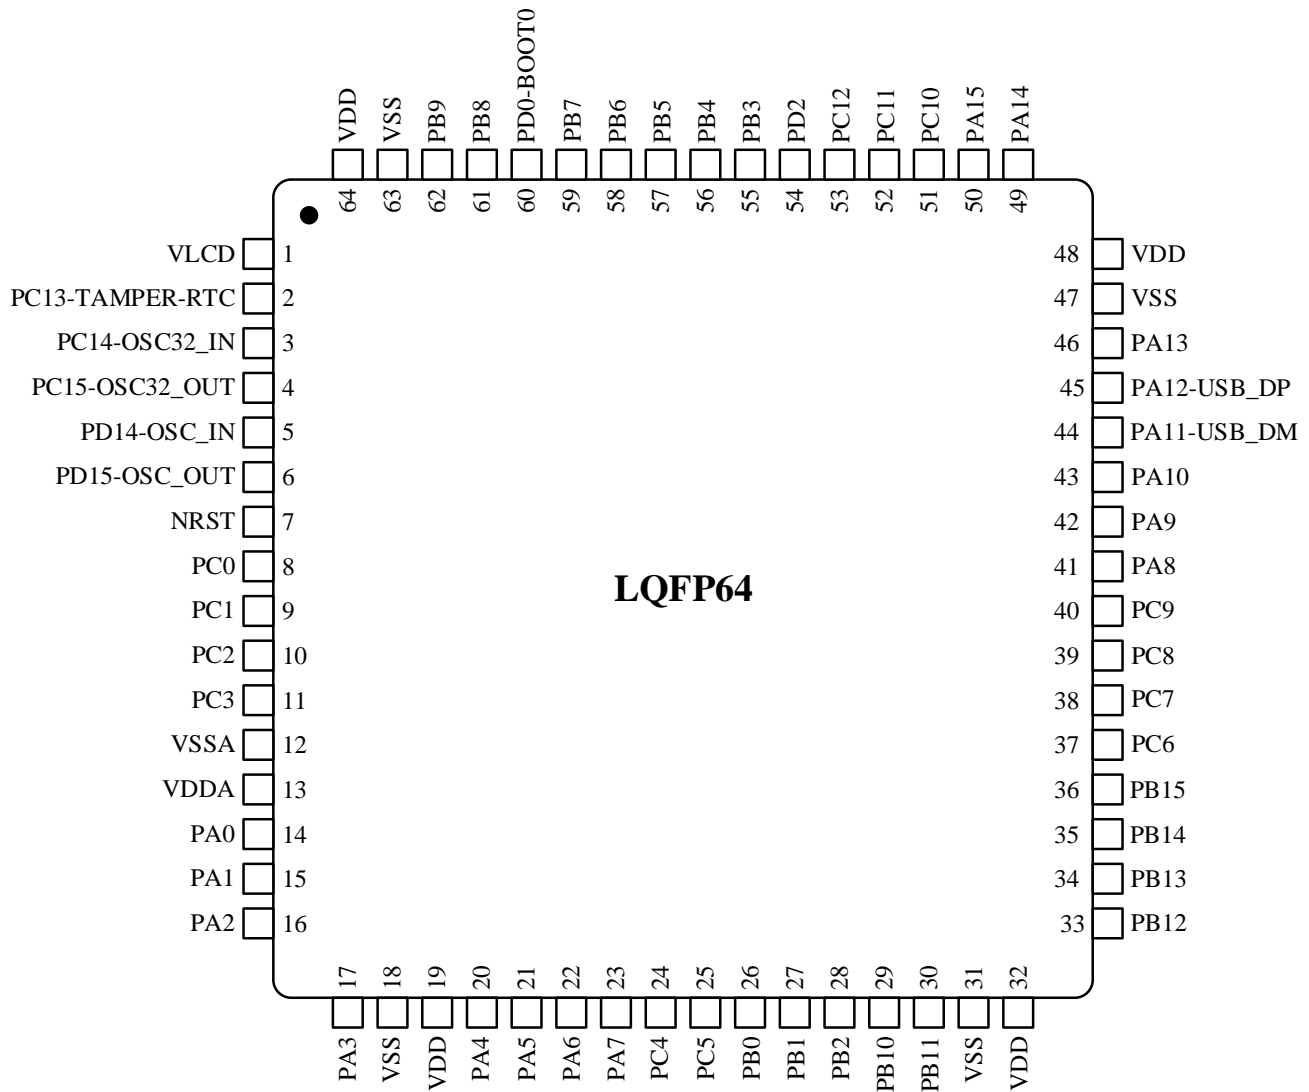 VDD
VSS
PB9
PB8
PD0-BOOT0
PB7
PB6
PB5
PB4
PB3
PD2
PC12
PC11
PC10
PA15
PA14
64
63
62
61
60
59
58
57
56
55
54
53
52
51
50
49
VLCD 1
PC13-TAMPER-RTC 2
PC14-OSC32_IN 3
PC15-OSC32_OUT 4
PD14-OSC_IN 5
PD15-OSC_OUT 6
NRST 7
PC0 8
PC1 9
PC2 10
PC3 11
VSSA 12
VDDA 13
PA0 14
PA1 15
PA2 16
LQFP64
48 VDD
47 VSS
46 PA13
45 PA12-USB_DP
44 PA11-USB_DM
43 PA10
42 PA9
41 PA8
40 PC9
39 PC8
38 PC7
37 PC6
36 PB15
35 PB14
34 PB13
33 PB12
17
18
19
20
21
22
23
24
25
26
27
28
29
30
31
32
PA3
VSS
VDD
PA4
PA5
PA6
PA7
PC4
PC5
PB0
PB1
PB2
PB10
PB11
VSS
VDD